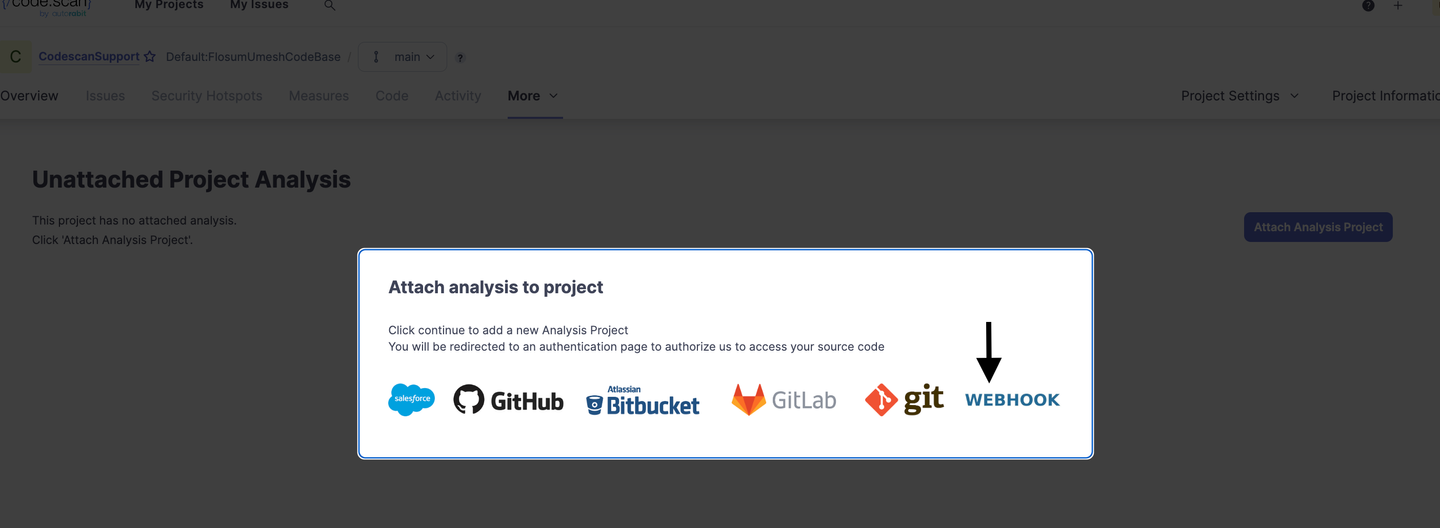 code.scan My Projects My Issues ?
by autorabit
C CodescanSupport Default:FlosumUmeshCodeBase / main ?
Overview Issues Security Hotspots Measures Code Activity More Project Settings
Unattached Project Analysis
This project has no attached analysis.
Click 'Attach Analysis Project'.
Attach Analysis Project
Attach analysis to project
Click continue to add a new Analysis Project
You will be redirected to an authentication page to authorize us to access your source code
salesforce GitHub Atlassian Bitbucket GitLab git WEBHOOK